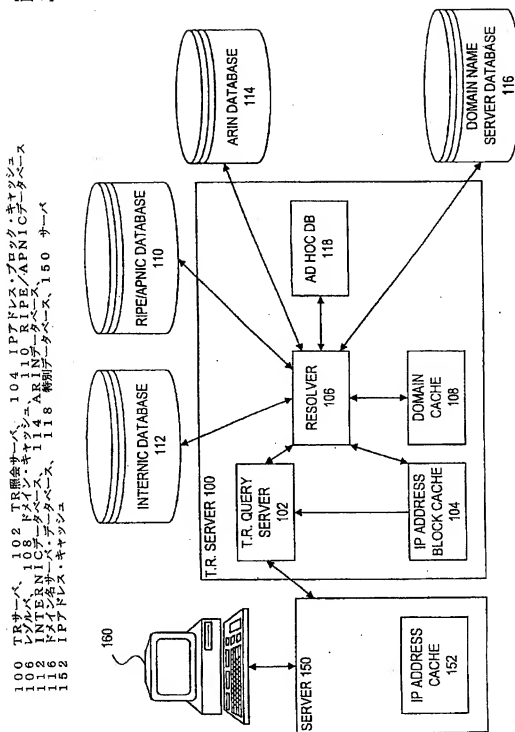 100 TRサーバ、 102 TR照会サーバ、 104 IPアドレス・ブロック・キャッシュ
106 レゾルバ、 108 ドメイン・キャッシュ、 110 RIPE/APNICデータベース
112 INTERNICデータベース、 114 ARINデータベース、
116 ドメイン名サーバ・データベース、 118 特別データベース、150 サーバ
152 IPアドレス・キャッシュ
INTERNIC DATABASE
112
RIPE/APNIC DATABASE
110
ARIN DATABASE
114
160
T.R. SERVER 100
T.R. QUERY
SERVER
102
RESOLVER
106
AD HOC DB
118
SERVER 150
IP ADDRESS
CACHE
152
IP ADDRESS
BLOCK CACHE
104
DOMAIN
CACHE
108
DOMAIN NAME
SERVER DATABASE
116